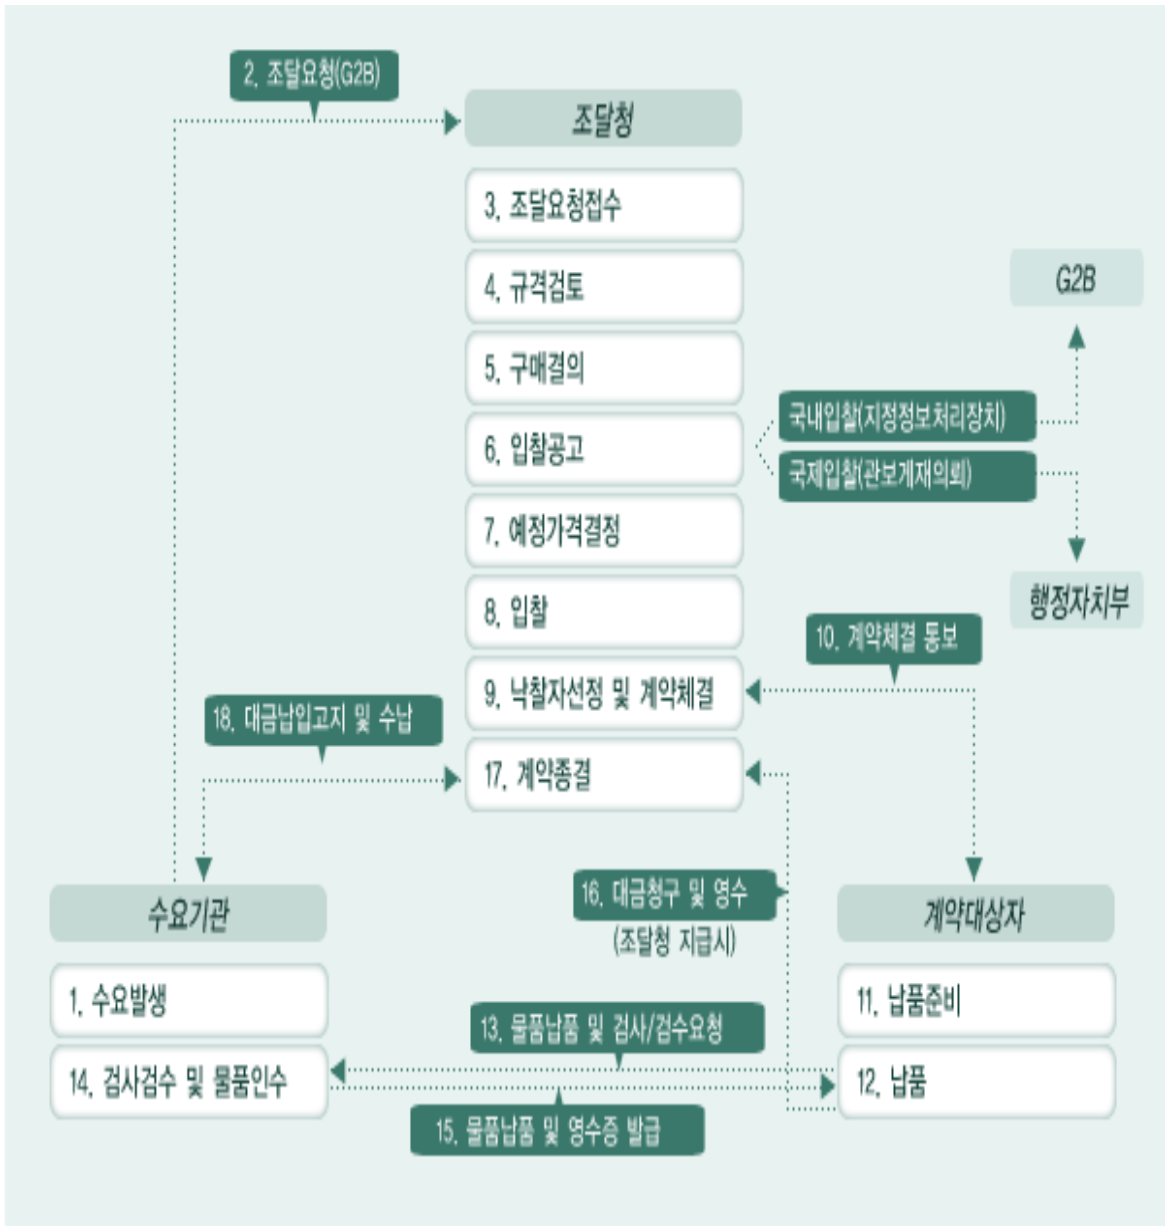 2. 조달요청(G2B)
조달청
3. 조달요청접수
4. 규격검토
G2B
5. 구매결의
국내입찰(지정정보처리장치)
6. 입찰공고
국제입찰(관보게재의뢰)
7. 예정가격결정
행정자치부
8. 입찰
10. 계약체결 통보
9. 낙찰자선정 및 계약체결
18. 대금납입고지 및 수납
17. 계약종결
16. 대금청구 및 영수
(조달청 지급시)
수요기관
계약대상자
1. 수요발생
11. 납품준비
13. 물품납품 및 검사/검수요청
14. 검사검수 및 물품인수
12. 납품
15. 물품납품 및 영수증 발급